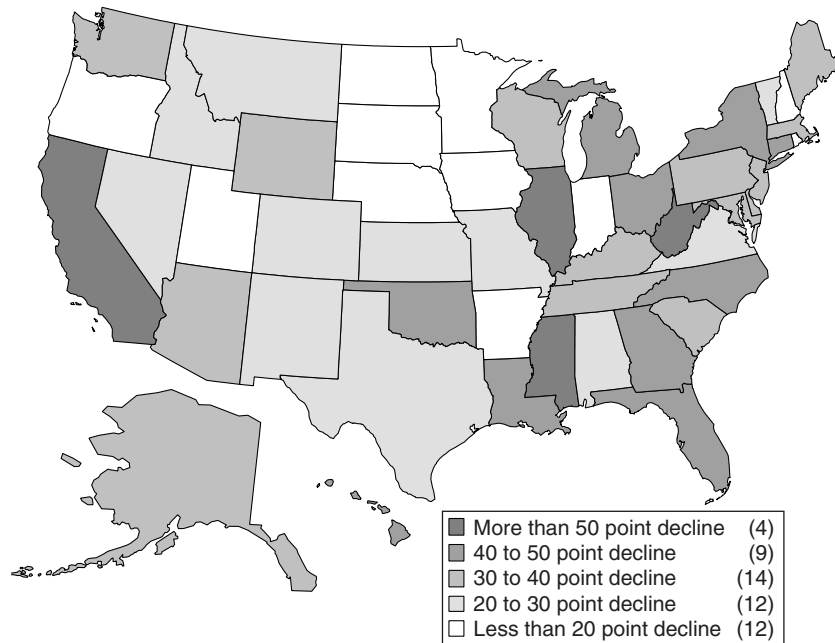 More than 50 point decline (4)
40 to 50 point decline (9)
30 to 40 point decline (14)
20 to 30 point decline (12)
Less than 20 point decline (12)